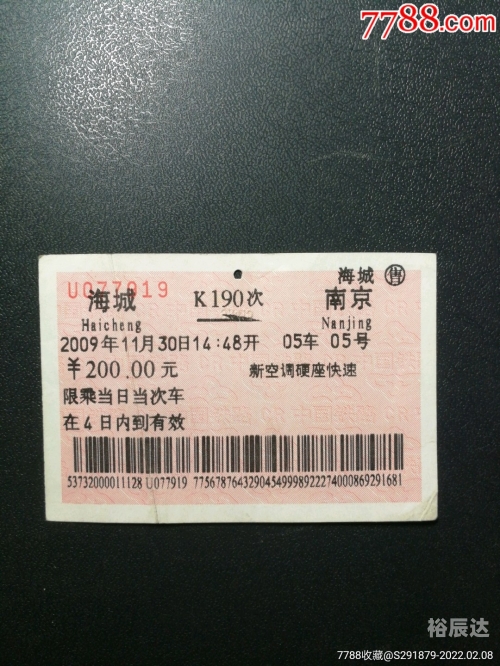 7788.com
海城 售
U077919
海城 K190次 南京
Haicheng Nanjing
2009年11月30日14:48开 05车 05号
￥200.00元 新空调硬座快速
限乘当日当次车
在4日内到有效
53732000011128 U077919 7756787643290454999892227400086929​1681
裕辰达
7788收藏@S291879-2022.02.08